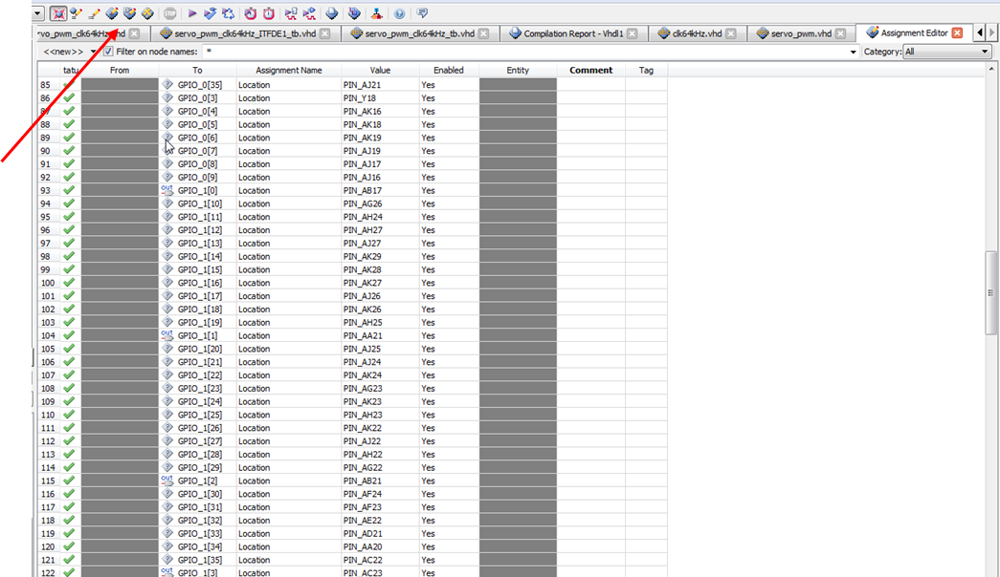 rvo_pwm_clk64kHz.vhd servo_pwm_clk64kHz_ITFDE1_tb.vhd servo_pwm_clk64kHz_tb.vhd Compilation Report - Vhdl1 clk64kHz.vhd servo_pwm.vhd Assignment Editor
<<new>> Filter on node names: * Category: All
tatu From To Assignment Name Value Enabled Entity Comment Tag
85 GPIO_0[35] Location PIN_AJ21 Yes
86 GPIO_0[3] Location PIN_Y18 Yes
87 GPIO_0[4] Location PIN_AK16 Yes
88 GPIO_0[5] Location PIN_AK18 Yes
89 GPIO_0[6] Location PIN_AK19 Yes
90 GPIO_0[7] Location PIN_AJ19 Yes
91 GPIO_0[8] Location PIN_AJ17 Yes
92 GPIO_0[9] Location PIN_AJ16 Yes
93 out GPIO_1[0] Location PIN_AB17 Yes
94 GPIO_1[10] Location PIN_AG26 Yes
95 GPIO_1[11] Location PIN_AH24 Yes
96 GPIO_1[12] Location PIN_AH27 Yes
97 GPIO_1[13] Location PIN_AJ27 Yes
98 GPIO_1[14] Location PIN_AK29 Yes
99 GPIO_1[15] Location PIN_AK28 Yes
100 GPIO_1[16] Location PIN_AK27 Yes
101 GPIO_1[17] Location PIN_AJ26 Yes
102 GPIO_1[18] Location PIN_AK26 Yes
103 GPIO_1[19] Location PIN_AH25 Yes
104 out GPIO_1[1] Location PIN_AA21 Yes
105 GPIO_1[20] Location PIN_AJ25 Yes
106 GPIO_1[21] Location PIN_AJ24 Yes
107 GPIO_1[22] Location PIN_AK24 Yes
108 GPIO_1[23] Location PIN_AG23 Yes
109 GPIO_1[24] Location PIN_AK23 Yes
110 GPIO_1[25] Location PIN_AH23 Yes
111 GPIO_1[26] Location PIN_AK22 Yes
112 GPIO_1[27] Location PIN_AJ22 Yes
113 GPIO_1[28] Location PIN_AH22 Yes
114 GPIO_1[29] Location PIN_AG22 Yes
115 out GPIO_1[2] Location PIN_AB21 Yes
116 GPIO_1[30] Location PIN_AF24 Yes
117 GPIO_1[31] Location PIN_AF23 Yes
118 GPIO_1[32] Location PIN_AE22 Yes
119 GPIO_1[33] Location PIN_AD21 Yes
120 GPIO_1[34] Location PIN_AA20 Yes
121 GPIO_1[35] Location PIN_AC22 Yes
122 out GPIO_1[3] Location PIN_AC23 Yes